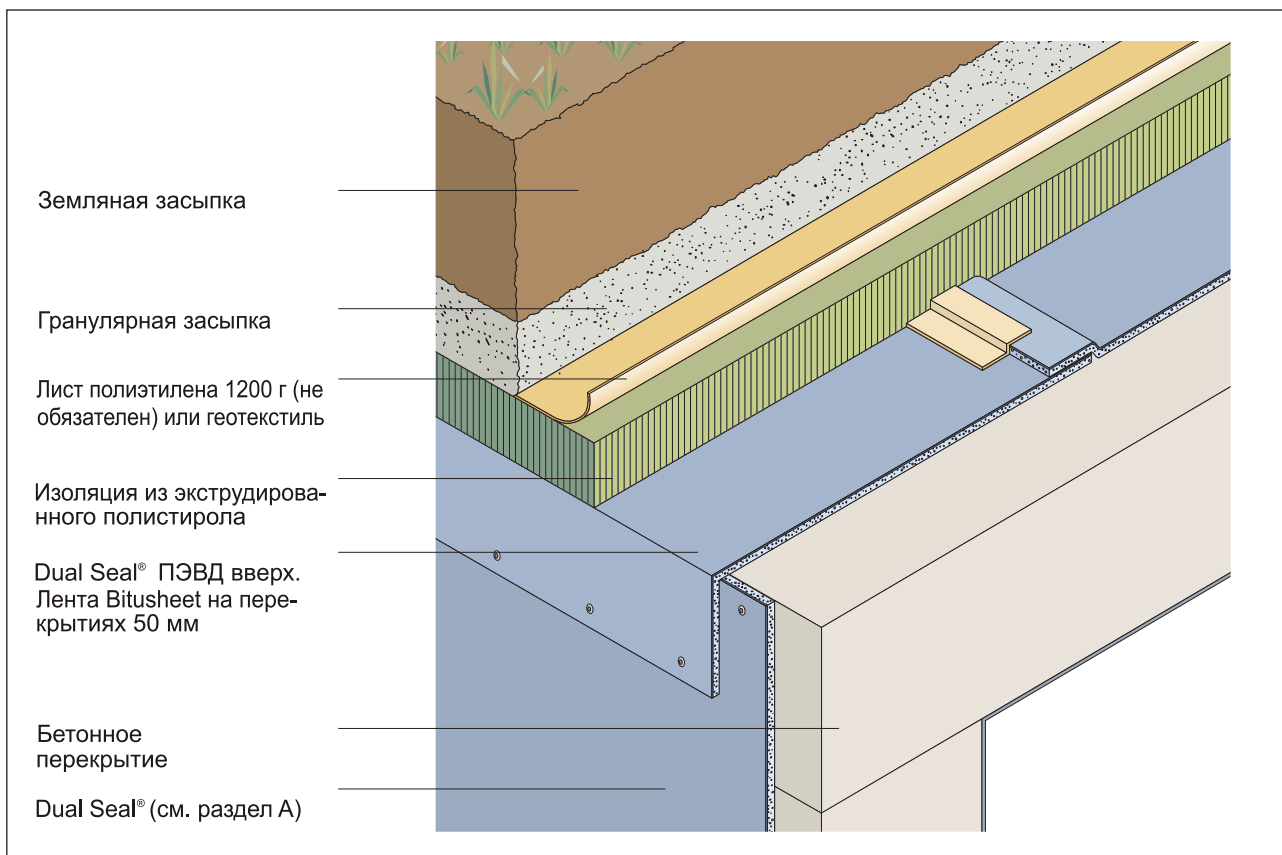 Земляная засыпка
Гранулярная засыпка
Лист полиэтилена 1200 г (не
обязателен) или геотекстиль
Изоляция из экструдирова-
нного полистирола
Dual Seal® ПЭВД вверх.
Лента Bitusheet на пере-
крытиях 50 мм
Бетонное
перекрытие
Dual Seal® (см. раздел А)